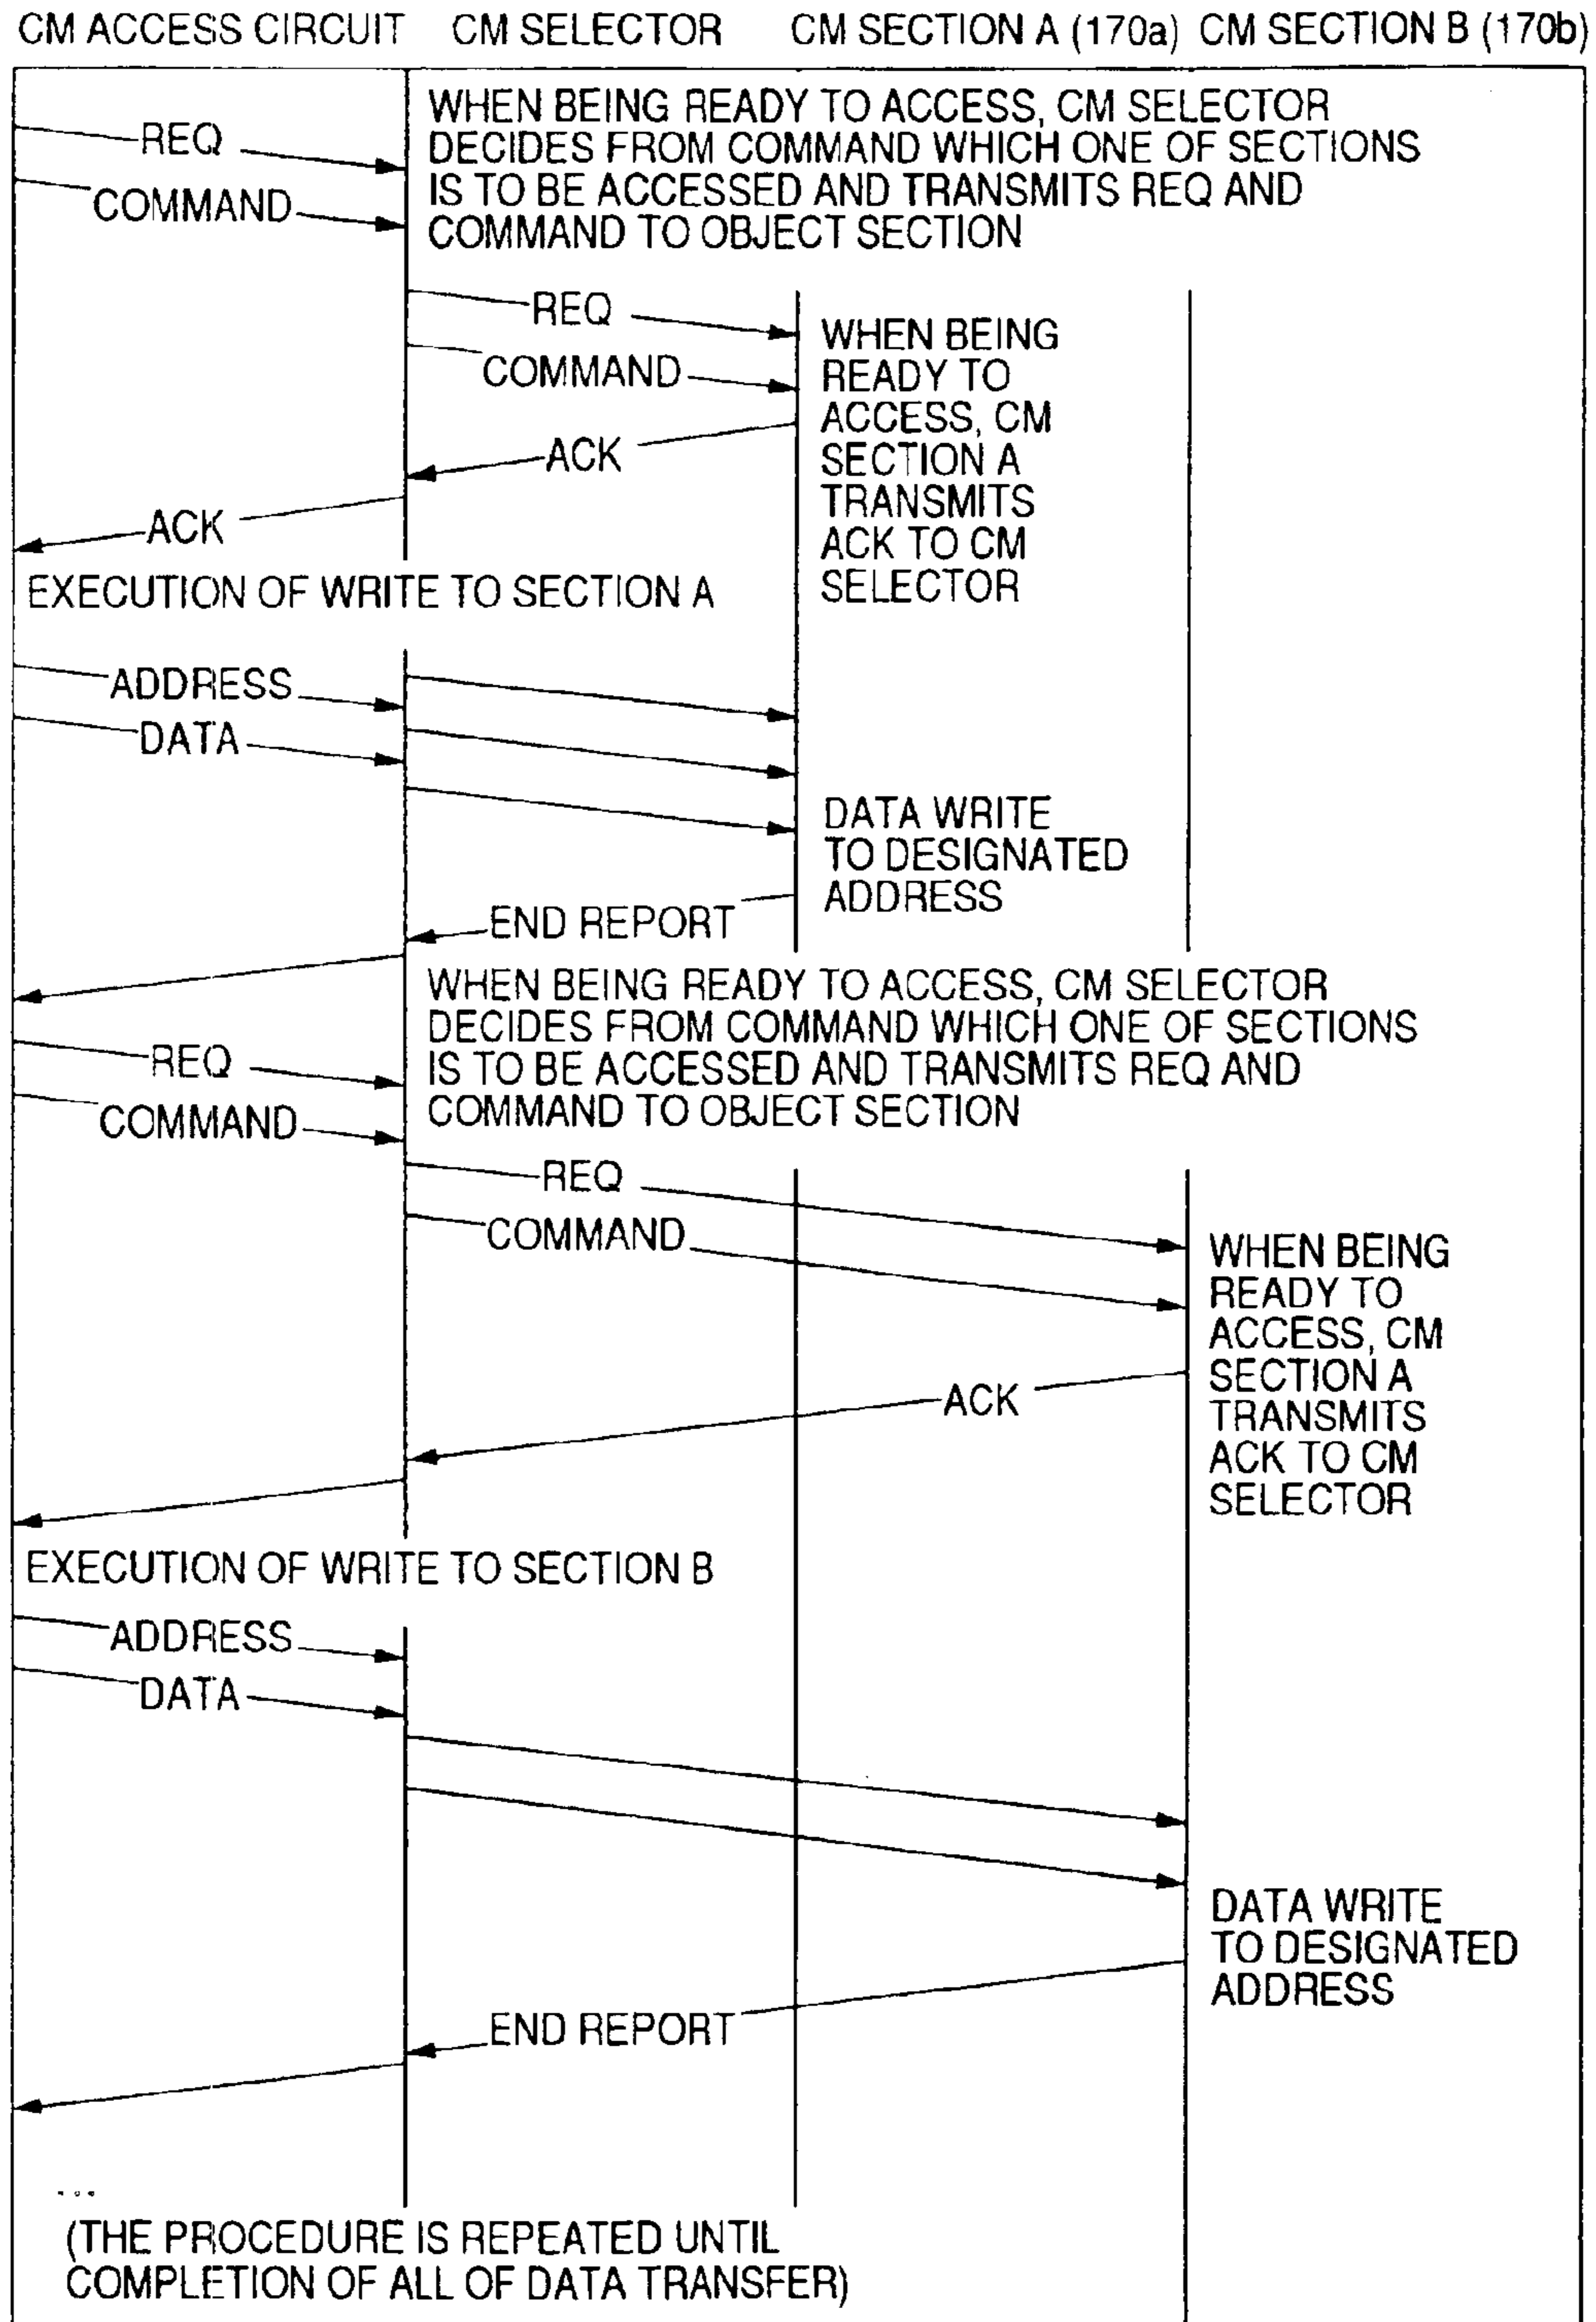 CM ACCESS CIRCUIT CM SELECTOR CM SECTION A (170a) CM SECTION B (170b)
WHEN BEING READY TO ACCESS, CM SELECTOR
REQ
DECIDES FROM COMMAND WHICH ONE OF SECTIONS
IS TO BE ACCESSED AND TRANSMITS REQ AND
COMMAND
COMMAND TO OBJECT SECTION
REQ
COMMAND
WHEN BEING
READY TO
ACCESS, CM
SECTION A
TRANSMITS
ACK TO CM
SELECTOR
ACK
ACK
EXECUTION OF WRITE TO SECTION A
ADDRESS
DATA
DATA WRITE
TO DESIGNATED
ADDRESS
END REPORT
WHEN BEING READY TO ACCESS, CM SELECTOR
DECIDES FROM COMMAND WHICH ONE OF SECTIONS
IS TO BE ACCESSED AND TRANSMITS REQ AND
COMMAND TO OBJECT SECTION
REQ
COMMAND
REQ
COMMAND
WHEN BEING
READY TO
ACCESS, CM
SECTION A
TRANSMITS
ACK TO CM
SELECTOR
ACK
EXECUTION OF WRITE TO SECTION B
ADDRESS
DATA
DATA WRITE
TO DESIGNATED
ADDRESS
END REPORT
...
(THE PROCEDURE IS REPEATED UNTIL
COMPLETION OF ALL OF DATA TRANSFER)